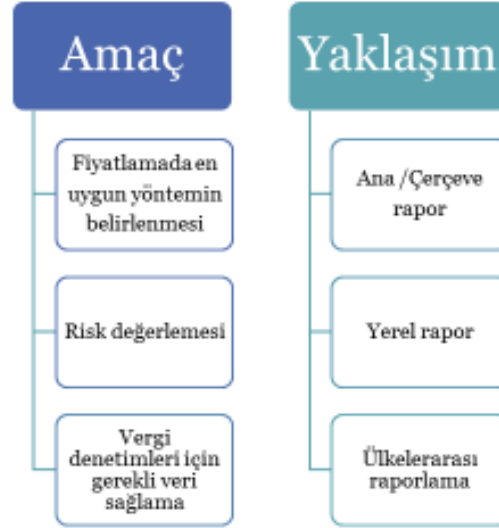 Amaç
Fiyatlamada en
uygun yöntemin
belirlenmesi
Risk değerlemesi
Vergi
denetimleri için
gerekli veri
sağlama
Yaklaşım
Ana /Çerçeve
rapor
Yerel rapor
Ülkelerarası
raporlama